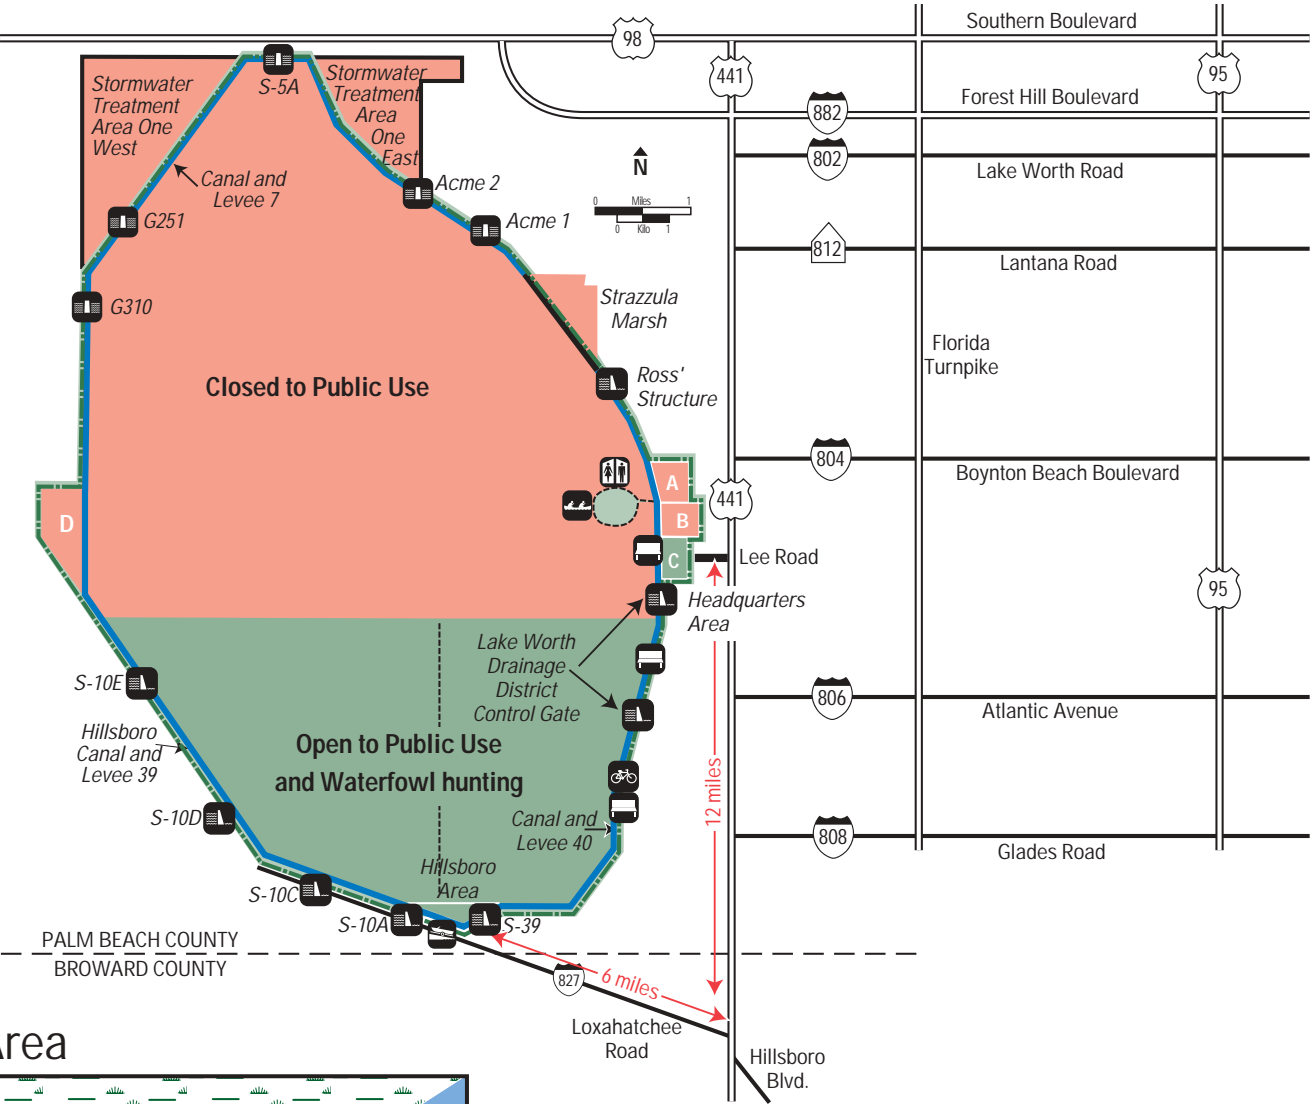 Southern Boulevard
98
441
95
Stormwater
Treatment
Area One
West
S-5A
Stormwater
Treatment
Area
One
East
Forest Hill Boulevard
882
802
Lake Worth Road
N
Canal and
Levee 7
Acme 2
0 Miles 1
0 Kilo 1
G251
Acme 1
812
Lantana Road
G310
Strazzula
Marsh
Florida
Turnpike
Closed to Public Use
Ross'
Structure
804
Boynton Beach Boulevard
A
441
D
B
C
Lee Road
95
Headquarters
Area
Lake Worth
Drainage
District
Control Gate
S-10E
806
Atlantic Avenue
Hillsboro
Canal and
Levee 39
Open to Public Use
and Waterfowl hunting
12 miles
S-10D
Canal and
Levee 40
808
Glades Road
Hillsboro
Area
S-10C
S-10A
S-39
PALM BEACH COUNTY
BROWARD COUNTY
827
6 miles
Loxahatchee
Road
Hillsboro
Blvd.
Area